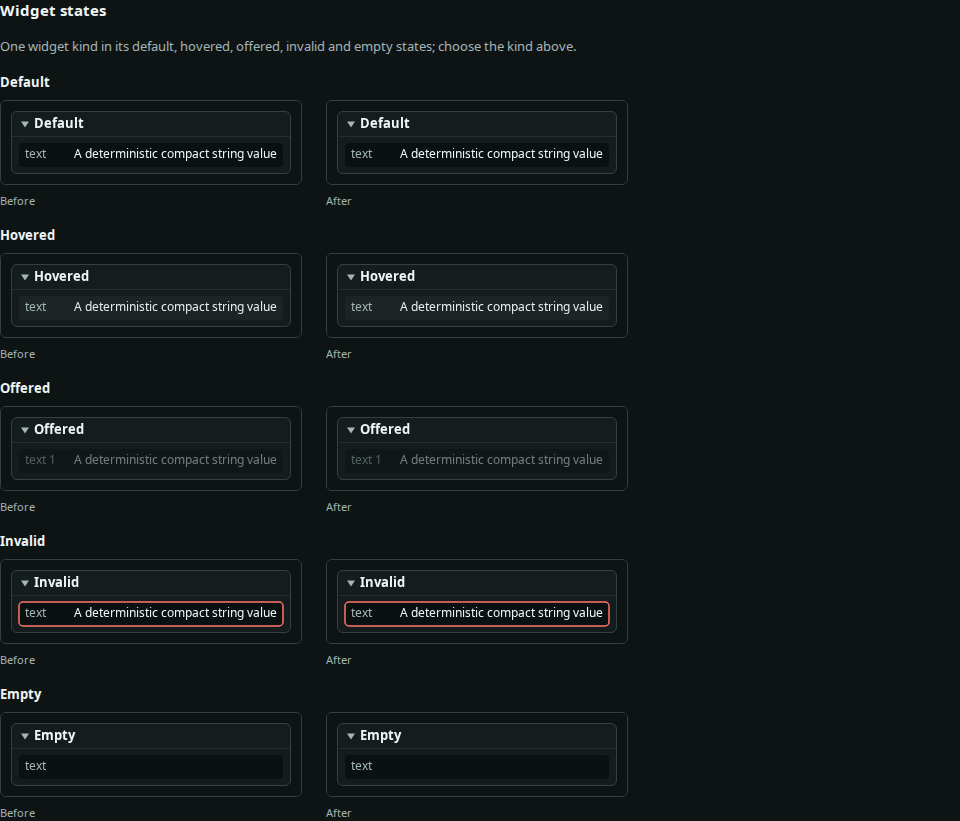 Widget states
One widget kind in its default, hovered, offered, invalid and empty states; choose the kind above.
Default
Default Default
text A deterministic compact string value text A deterministic compact string value
Before After
Hovered
Hovered Hovered
text A deterministic compact string value text A deterministic compact string value
Before After
Offered
Offered Offered
text 1 A deterministic compact string value text 1 A deterministic compact string value
Before After
Invalid
Invalid Invalid
text A deterministic compact string value text A deterministic compact string value
Before After
Empty
Empty Empty
text text
Before After